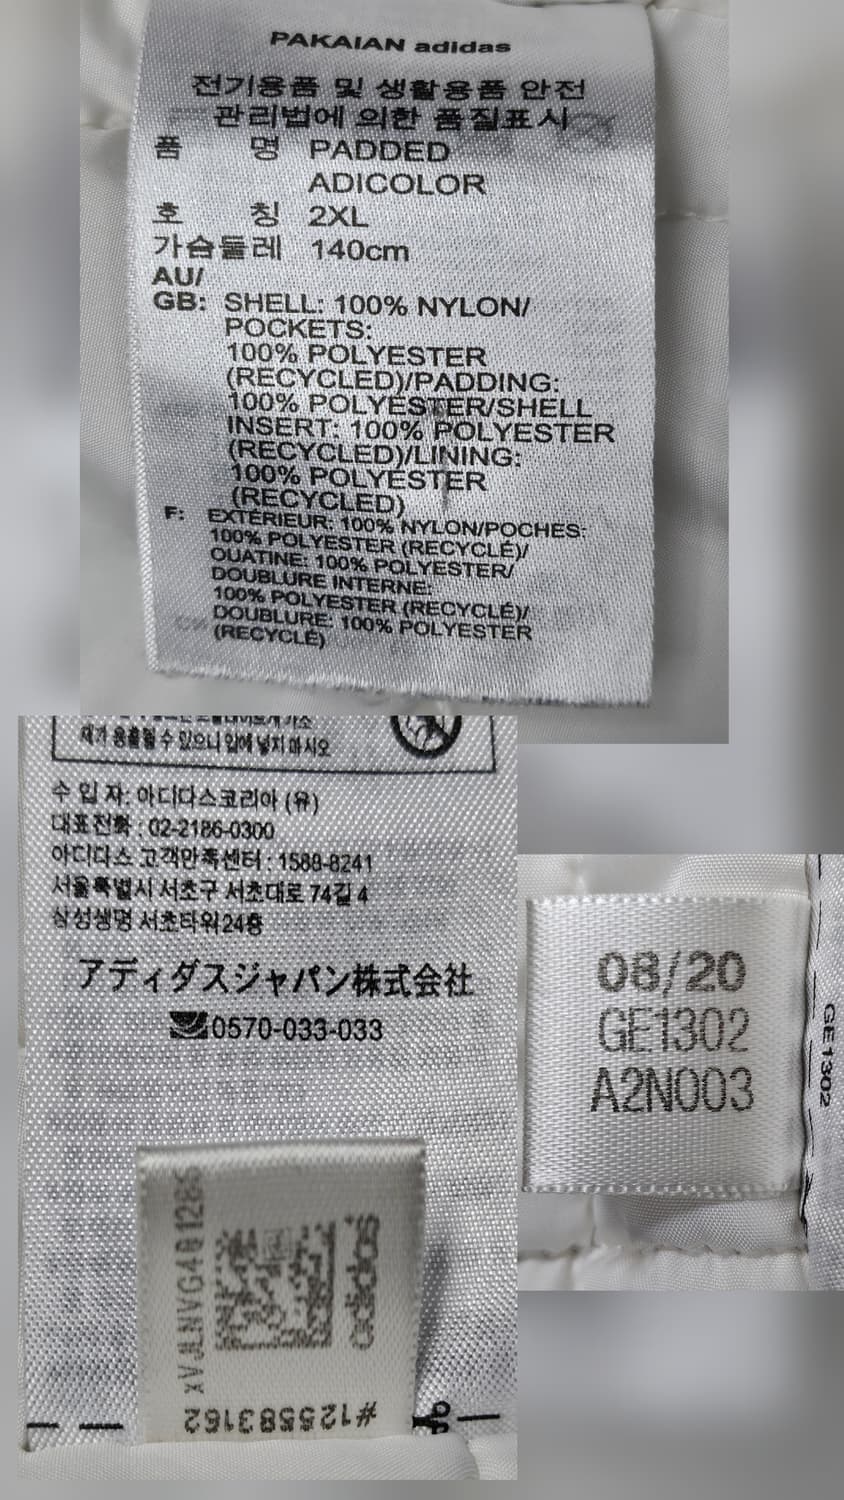 PAKAIAN adidas
전기용품 및 생활용품 안전
관리법에 의한 품질표시
품 명 PADDED
ADICOLOR
호 칭 2XL
가슴둘레 140cm
AU/
GB: SHELL: 100% NYLON/
POCKETS:
100% POLYESTER
(RECYCLED)/PADDING:
100% POLYESTER/SHELL
INSERT: 100% POLYESTER
(RECYCLED)/LINING:
100% POLYESTER
(RECYCLED)
F: EXTÉRIEUR: 100% NYLON/POCHES:
100% POLYESTER (RECYCLÉ)/
OUATINE: 100% POLYESTER/
DOUBLURE INTERNE:
100% POLYESTER (RECYCLÉ)/
DOUBLURE: 100% POLYESTER
(RECYCLÉ)
제가 용출될 수 있으니 입에 넣지 마시오
수 입 자: 아디다스코리아 (유)
대표전화 : 02-2186-0300
아디다스 고객만족센터 : 1588-8241
서울특별시 서초구 서초대로 74길 4
삼성생명 서초타워24층
アディダスジャパン株式会社
0570-033-033
adidas
#125583162
08/20
GE1302
A2N003
GE1302